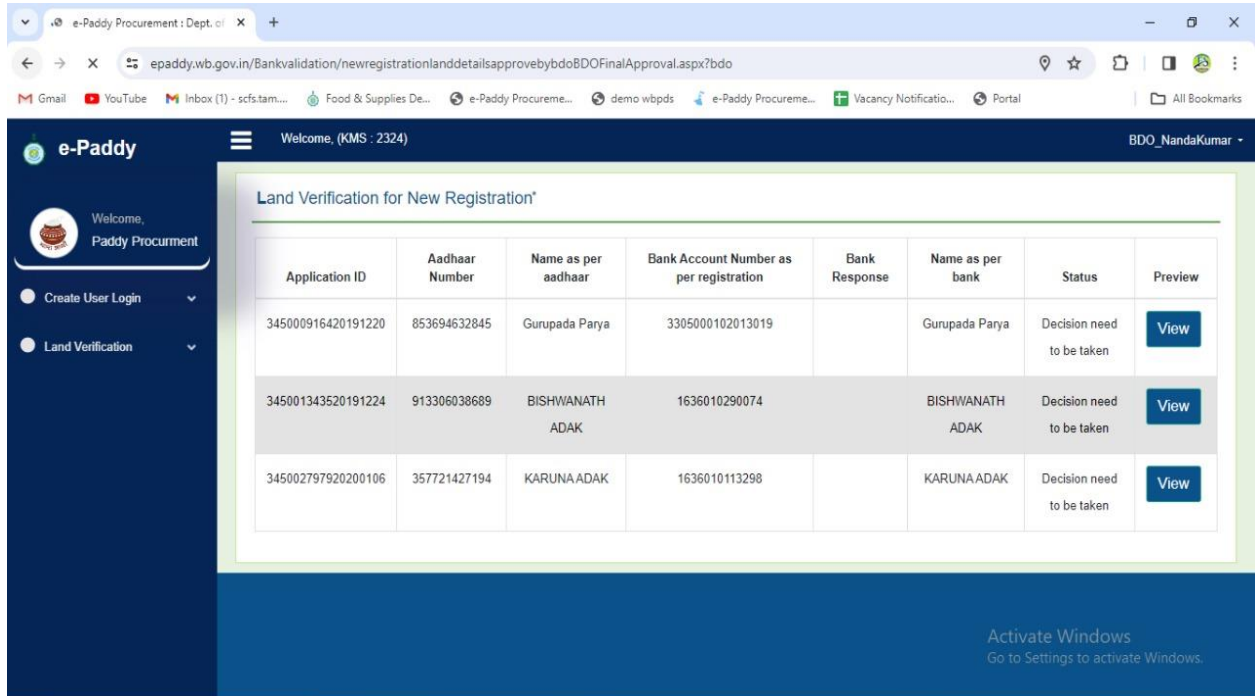 e-Paddy Procurement : Dept. of
epaddy.wb.gov.in/Bankvalidation/newregistrationlanddetailsapprovebybdoBDOFinalApproval.aspx?bdo
Gmail YouTube Inbox (1) - scfs.tam... Food & Supplies De... e-Paddy Procureme... demo wbpds e-Paddy Procureme... Vacancy Notificatio... Portal All Bookmarks
e-Paddy Welcome, (KMS : 2324) BDO_NandaKumar
Welcome,
Paddy Procurment
Create User Login
Land Verification
Land Verification for New Registration*
Application ID Aadhaar Number Name as per aadhaar Bank Account Number as per registration Bank Response Name as per bank Status Preview
345000916420191220 853694632845 Gurupada Parya 3305000102013019 Gurupada Parya Decision need to be taken View
345001343520191224 913306038689 BISHWANATH ADAK 1636010290074 BISHWANATH ADAK Decision need to be taken View
345002797920200106 357721427194 KARUNA ADAK 1636010113298 KARUNA ADAK Decision need to be taken View
Activate Windows
Go to Settings to activate Windows.